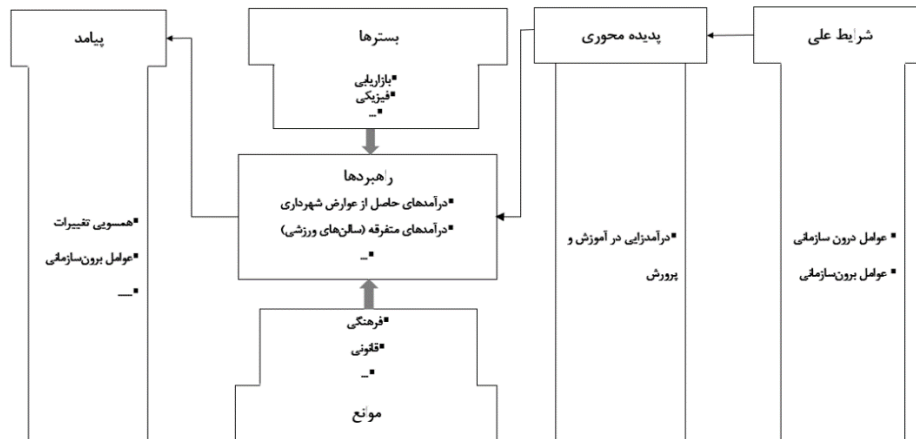 شرایط علی
▪ عوامل درون سازمانی
▪ عوامل برون‌سازمانی
پدیده محوری
▪درآمدزایی در آموزش و
پرورش
بسترها
▪بازاریابی
▪فیزیکی
▪...
راهبردها
▪درآمدهای حاصل از عوارض شهرداری
▪درآمدهای متفرقه (سالن‌های ورزشی)
▪...
▪فرهنگی
▪قانونی
▪...
موانع
پیامد
▪همسویی تغییرات
▪عوامل برون‌سازمانی
▪....